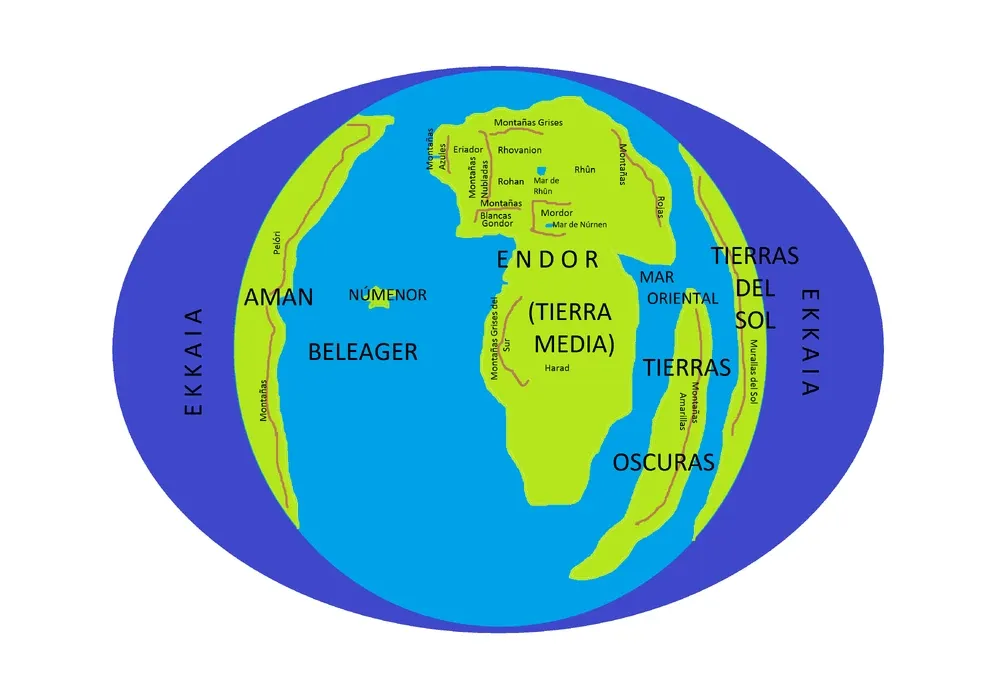 Montañas Grises
Montañas
Azules
Eriador
Rhovanion
Montañas
Nubladas
Rohan
Mar de
Rhûn
Rhûn
Montañas
Rojas
Montañas
Blancas
Gondor
Mordor
Mar de Núrnen
Pelóri
ENDOR
(TIERRA
MEDIA)
MAR
ORIENTAL
TIERRAS
DEL
SOL
AMAN
NÚMENOR
BELEAGER
EKKAIA
Montañas Grises del
Sur
Harad
TIERRAS
OSCURAS
Montañas
Amarillas
Murallas del Sol
EKKAIA
Montañas